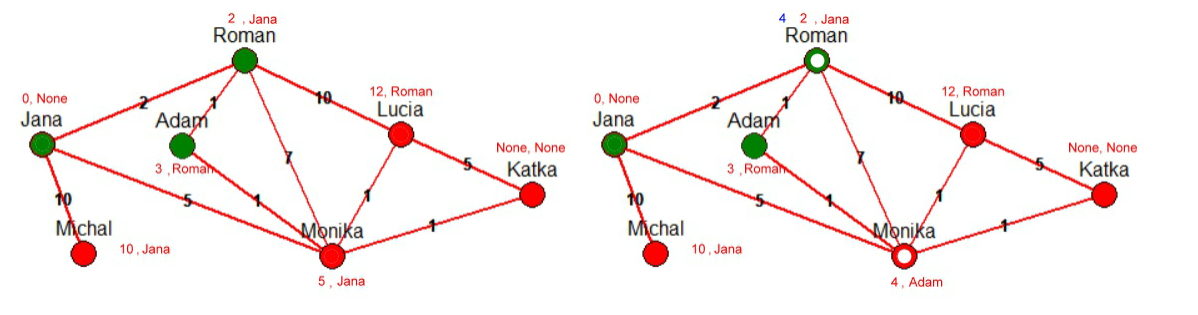 2 , Jana
Roman
0, None
Jana
2
1
10
12, Roman
Lucia
Adam
3 , Roman
7
None, None
Katka
5
10
5
1
1
1
Michal
10 , Jana
Monika
5 , Jana
4 2 , Jana
Roman
0, None
Jana
2
1
10
12, Roman
Lucia
Adam
3 , Roman
7
None, None
Katka
5
10
5
1
1
1
Michal
10 , Jana
Monika
4 , Adam